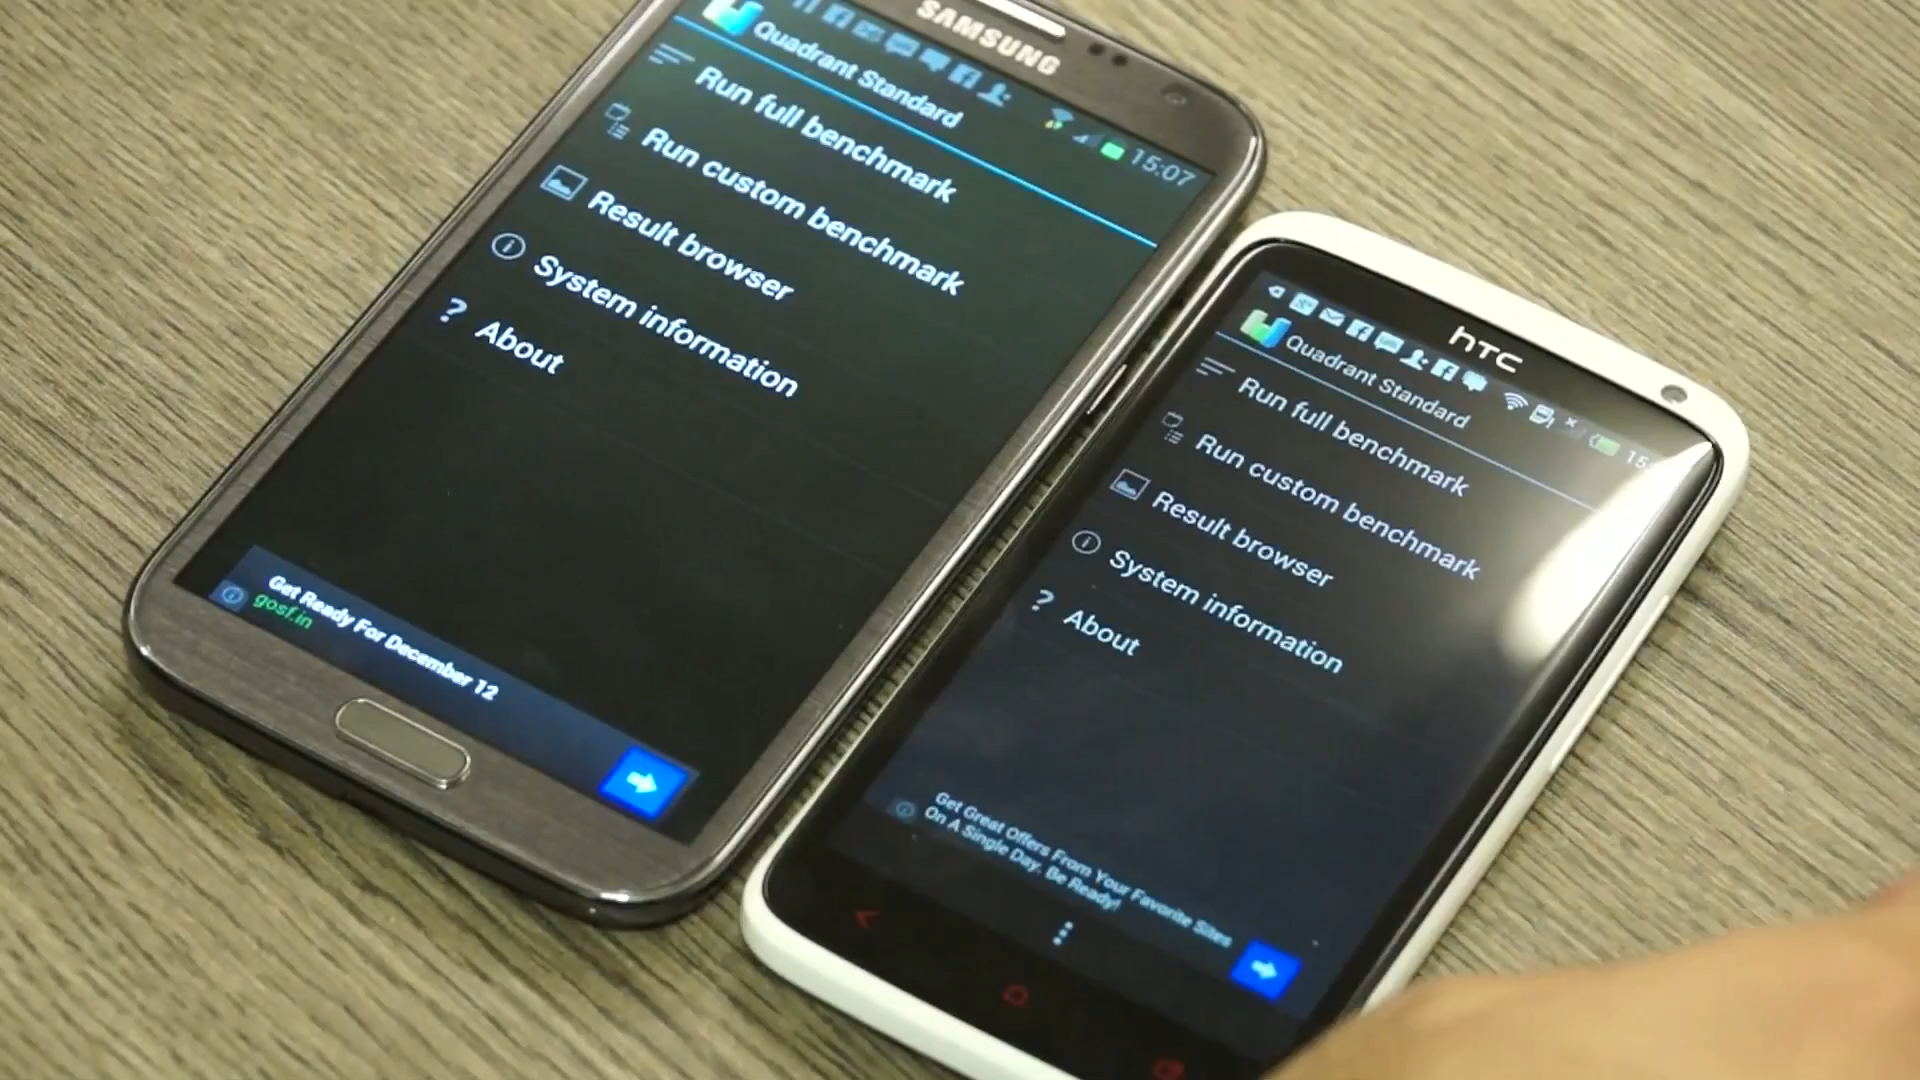 SAMSUNG
15:07
Quadrant Standard
Run full benchmark
Run custom benchmark
Result browser
System information
? About
Get Ready For December 12
gosf.in
hTC
15:
Quadrant Standard
Run full benchmark
Run custom benchmark
Result browser
System information
? About
Get Great Offers From Your Favorite Sites
On A Single Day. Be Ready!